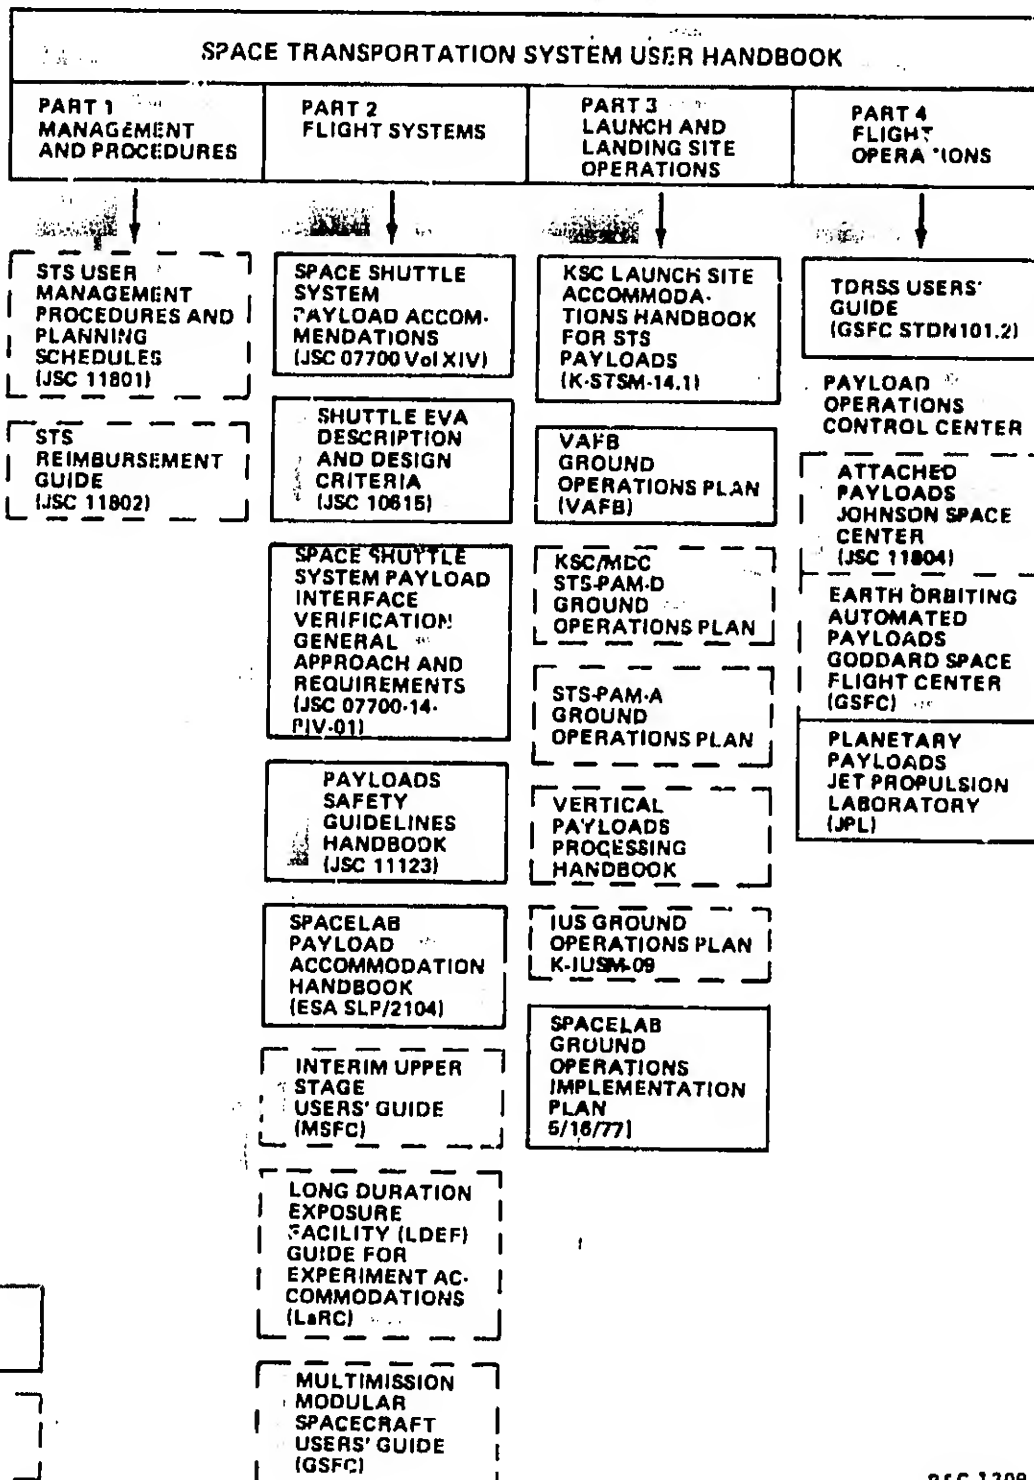 SPACE TRANSPORTATION SYSTEM USER HANDBOOK
PART 1
MANAGEMENT
AND PROCEDURES
PART 2
FLIGHT SYSTEMS
PART 3
LAUNCH AND
LANDING SITE
OPERATIONS
PART 4
FLIGHT
OPERATIONS
STS USER
MANAGEMENT
PROCEDURES AND
PLANNING
SCHEDULES
(JSC 11801)
STS
REIMBURSEMENT
GUIDE
(JSC 11802)
SPACE SHUTTLE
SYSTEM
PAYLOAD ACCOM-
MENDATIONS
(JSC 07700 Vol XIV)
SHUTTLE EVA
DESCRIPTION
AND DESIGN
CRITERIA
(JSC 10615)
SPACE SHUTTLE
SYSTEM PAYLOAD
INTERFACE
VERIFICATION
GENERAL
APPROACH AND
REQUIREMENTS
(JSC 07700-14-
PIV-01)
PAYLOADS
SAFETY
GUIDELINES
HANDBOOK
(JSC 11123)
SPACELAB
PAYLOAD
ACCOMMODATION
HANDBOOK
(ESA SLP/2104)
INTERIM UPPER
STAGE
USERS' GUIDE
(MSFC)
LONG DURATION
EXPOSURE
FACILITY (LDEF)
GUIDE FOR
EXPERIMENT AC-
COMMODATIONS
(LaRC)
MULTIMISSION
MODULAR
SPACECRAFT
USERS' GUIDE
(GSFC)
KSC LAUNCH SITE
ACCOMMODA-
TIONS HANDBOOK
FOR STS
PAYLOADS
(K-STSM-14.1)
VAFB
GROUND
OPERATIONS PLAN
(VAFB)
KSC/MDC
STS-PAM-D
GROUND
OPERATIONS PLAN
STS-PAM-A
GROUND
OPERATIONS PLAN
VERTICAL
PAYLOADS
PROCESSING
HANDBOOK
IUS GROUND
OPERATIONS PLAN
K-IUSM-09
SPACELAB
GROUND
OPERATIONS
IMPLEMENTATION
PLAN
5/16/77)
TDRSS USERS'
GUIDE
(GSFC STDN101.2)
PAYLOAD
OPERATIONS
CONTROL CENTER
ATTACHED
PAYLOADS
JOHNSON SPACE
CENTER
(JSC 11804)
EARTH ORBITING
AUTOMATED
PAYLOADS
GODDARD SPACE
FLIGHT CENTER
(GSFC)
PLANETARY
PAYLOADS
JET PROPULSION
LABORATORY
(JPL)